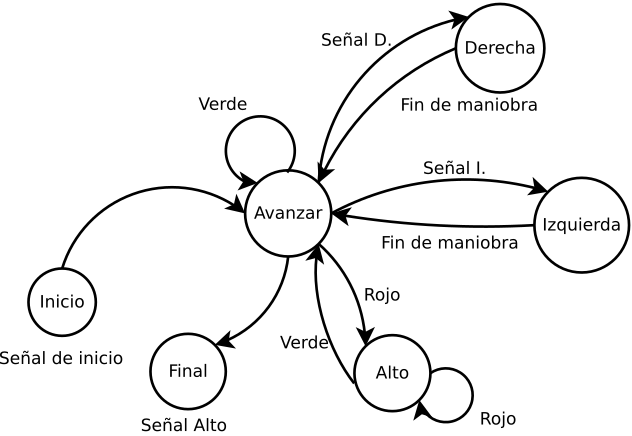 Señal D.
Derecha
Verde
Fin de maniobra
Señal I.
Avanzar
Izquierda
Fin de maniobra
Inicio
Rojo
Señal de inicio
Verde
Final
Alto
Señal Alto
Rojo